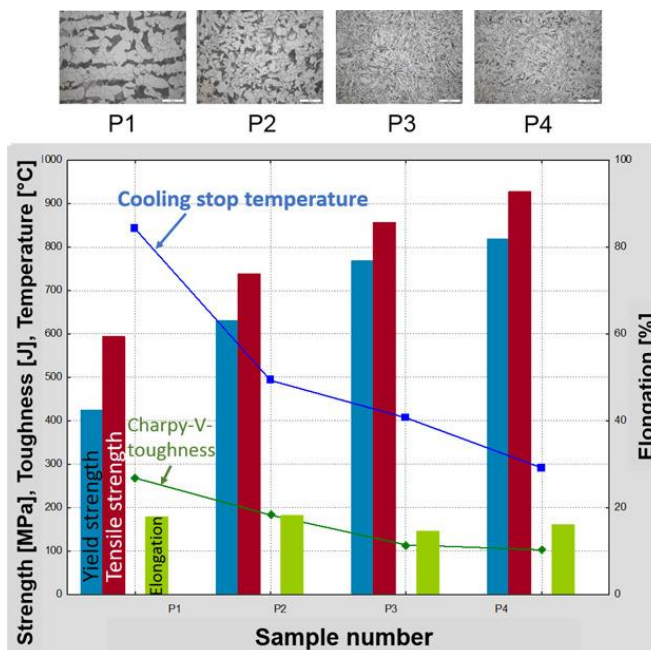 P1 P2 P3 P4
Strength [MPa], Toughness [J], Temperature [°C]
1000
900
800
700
600
500
400
300
200
100
0
Cooling stop temperature
Charpy-V-
toughness
Yield strength
Tensile strength
Elongation
100
80
60
40
20
0
Elongation [%]
P1 P2 P3 P4
Sample number